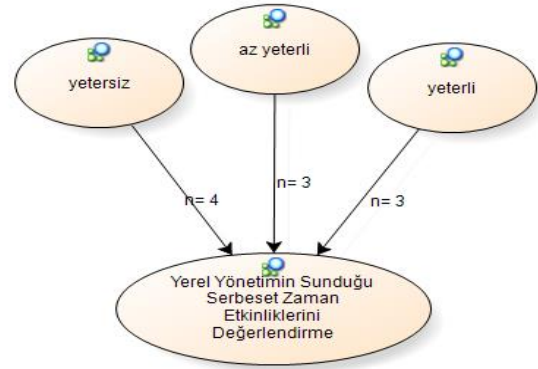 yetersiz
az yeterli
yeterli
n= 4
n= 3
n= 3
Yerel Yönetimin Sunduğu
Serbeset Zaman
Etkinliklerini
Değerlendirme